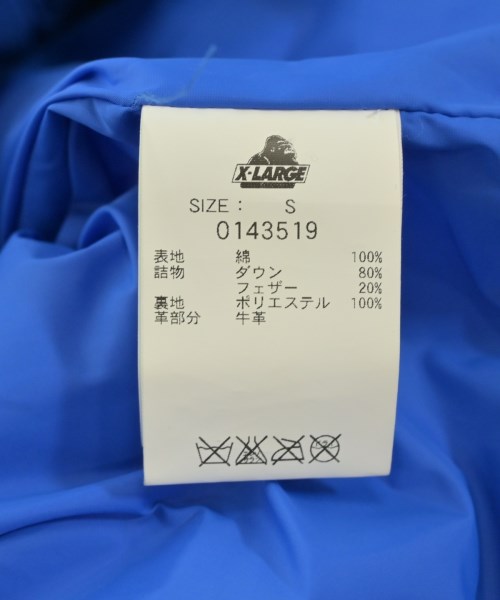 X-LARGE
SIZE : S
0143519
表地 綿 100%
詰物 ダウン 80%
フェザー 20%
裏地 ポリエステル 100%
革部分 牛革